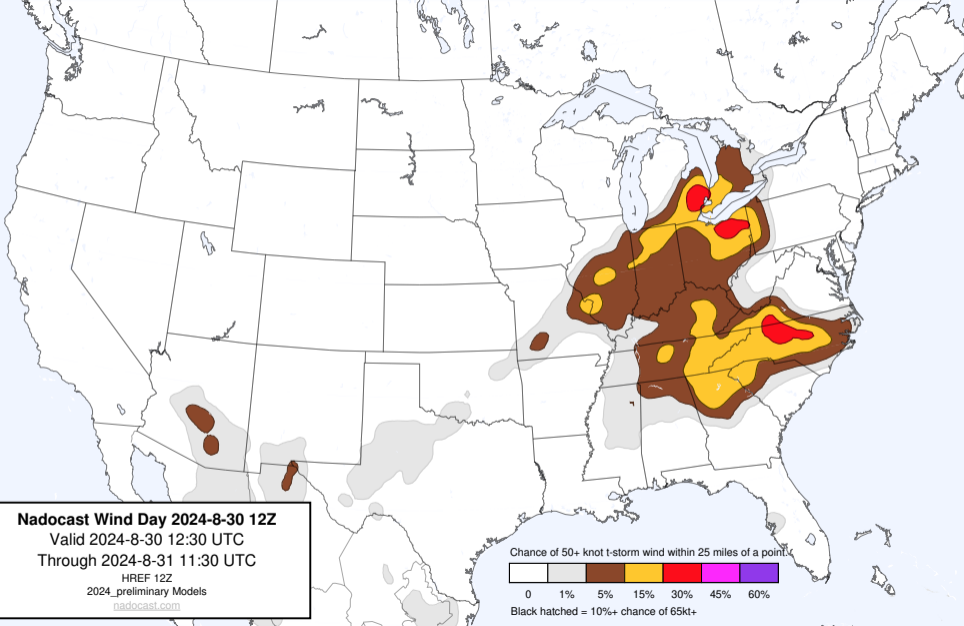 Nadocast Wind Day 2024-8-30 12Z
Valid 2024-8-30 12:30 UTC
Through 2024-8-31 11:30 UTC
HREF 12Z
2024_preliminary Models
nadocast.com
Chance of 50+ knot t-storm wind within 25 miles of a point.
0 1% 5% 15% 30% 45% 60%
Black hatched = 10%+ chance of 65kt+